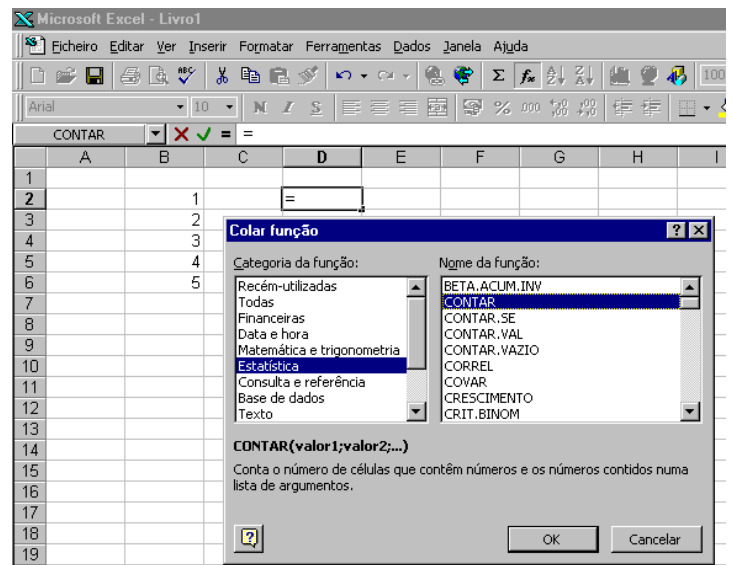 Microsoft Excel - Livro1
Ficheiro Editar Ver Inserir Formatar Ferramentas Dados Janela Ajuda
ABC Σ fx A Z Z A 100
Arial 10 N I S % 000
CONTAR = =
A B C D E F G H I
1
2 1 =
3 2
4 3
5 4
6 5
7
8
9
10
11
12
13
14
15
16
17
18
19
Colar função
Categoria da função:
Recém-utilizadas
Todas
Financeiras
Data e hora
Matemática e trigonometria
Estatística
Consulta e referência
Base de dados
Texto
Nome da função:
BETA.ACUM.INV
CONTAR
CONTAR.SE
CONTAR.VAL
CONTAR.VAZIO
CORREL
COVAR
CRESCIMENTO
CRIT.BINOM
CONTAR(valor1;valor2;...)
Conta o número de células que contêm números e os números contidos numa
lista de argumentos.
OK Cancelar